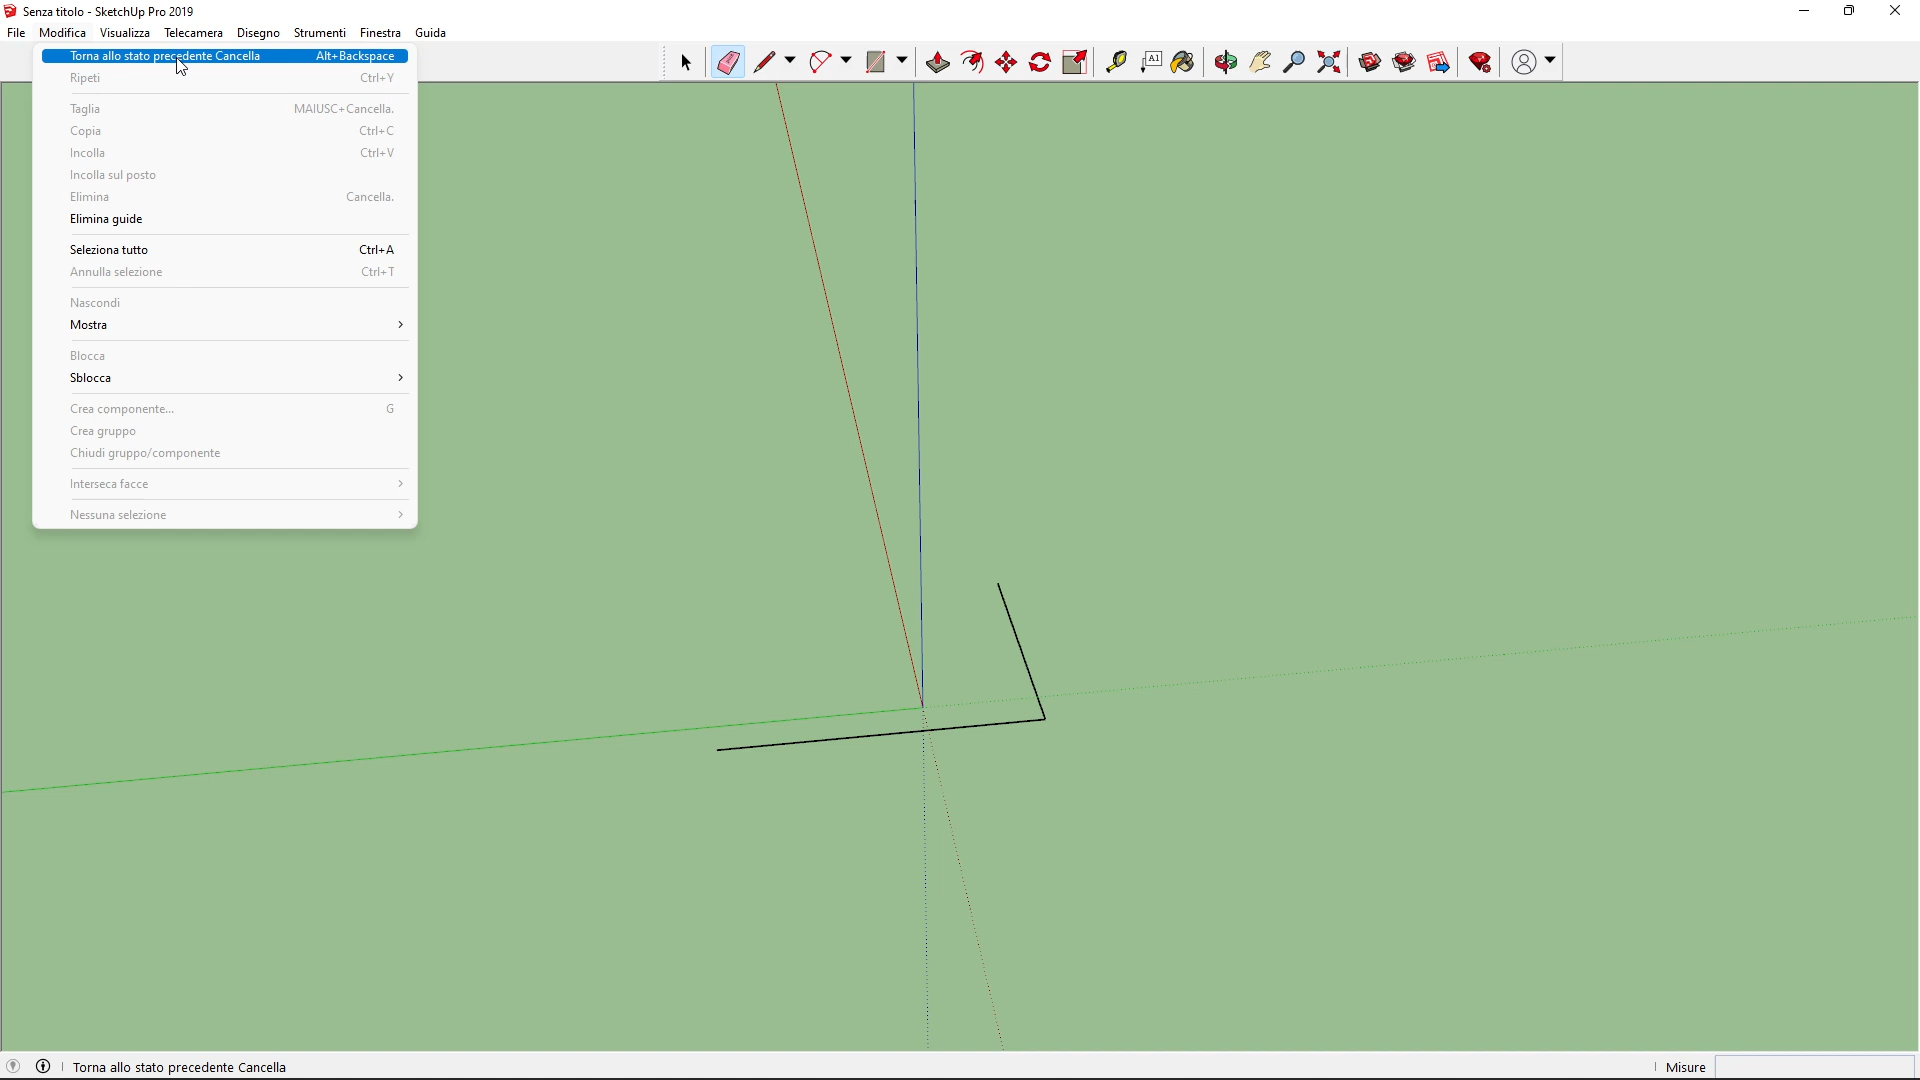 Senza titolo - SketchUp Pro 2019
File Modifica Visualizza Telecamera Disegno Strumenti Finestra Guida
Torna allo stato precedente Cancella Alt+Backspace
Ripeti Ctrl+Y
Taglia MAIUSC+Cancella.
Copia Ctrl+C
Incolla Ctrl+V
Incolla sul posto
Elimina Cancella.
Elimina guide
Seleziona tutto Ctrl+A
Annulla selezione Ctrl+T
Nascondi
Mostra
Blocca
Sblocca
Crea componente... G
Crea gruppo
Chiudi gruppo/componente
Interseca facce
Nessuna selezione
A1
Torna allo stato precedente Cancella
Misure